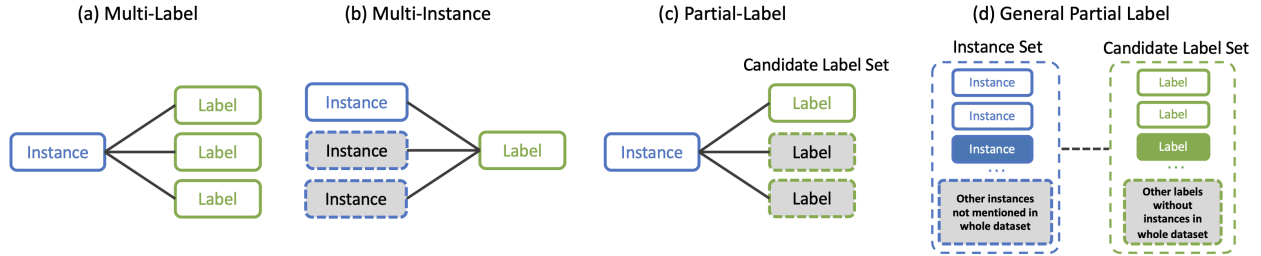 (a) Multi-Label
Instance
Label
Label
Label
(b) Multi-Instance
Instance
Instance
Instance
Label
(c) Partial-Label
Candidate Label Set
Instance
Label
Label
Label
(d) General Partial Label
Instance Set
Instance
Instance
Instance
...
Other instances
not mentioned in
whole dataset
Candidate Label Set
Label
Label
Label
...
Other labels
without
instances in
whole dataset